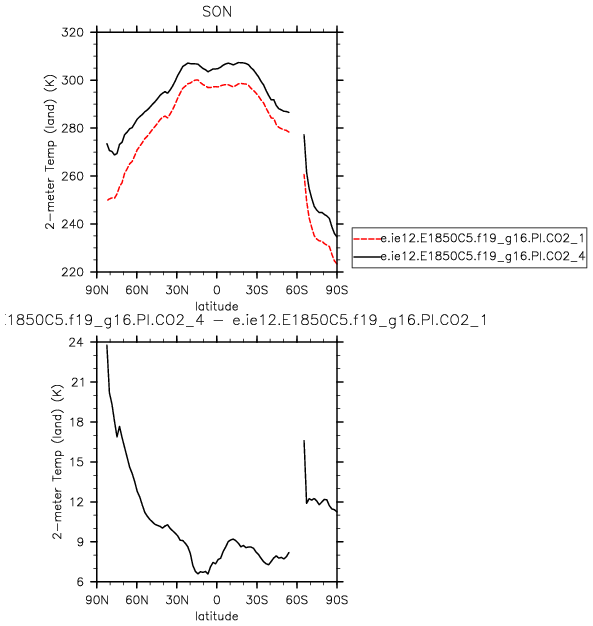 SON
320
300
280
260
240
220
2-meter Temp (land) (K)
90N 60N 30N 0 30S 60S 90S
latitude
e.ie12.E1850C5.f19_g16.PI.CO2_1
e.ie12.E1850C5.f19_g16.PI.CO2_4
.1850C5.f19_g16.PI.CO2_4 − e.ie12.E1850C5.f19_g16.PI.CO2_1
24
21
18
15
12
9
6
2-meter Temp (land) (K)
90N 60N 30N 0 30S 60S 90S
latitude